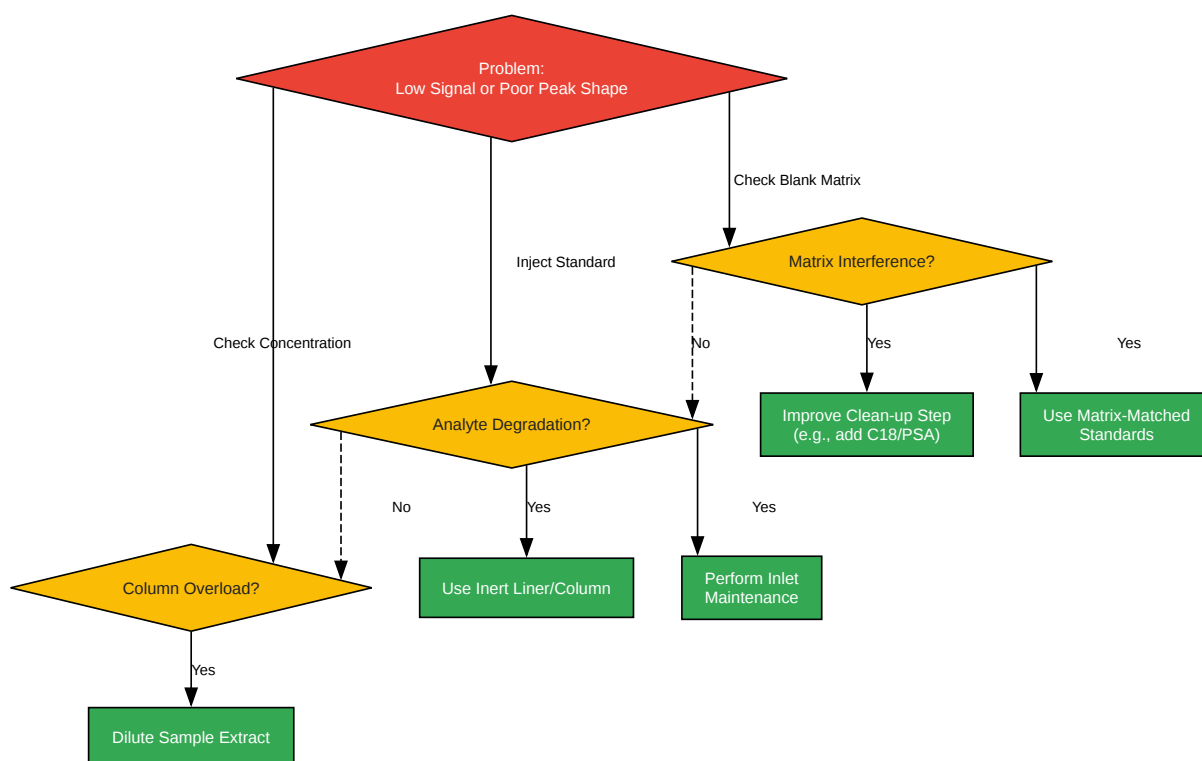 Problem:
Low Signal or Poor Peak Shape
Check Blank Matrix
Inject Standard
Matrix Interference?
Check Concentration
No
Yes
Yes
Improve Clean-up Step
(e.g., add C18/PSA)
Use Matrix-Matched
Standards
Analyte Degradation?
No
Yes
Yes
Column Overload?
Use Inert Liner/Column
Perform Inlet
Maintenance
Yes
Dilute Sample Extract